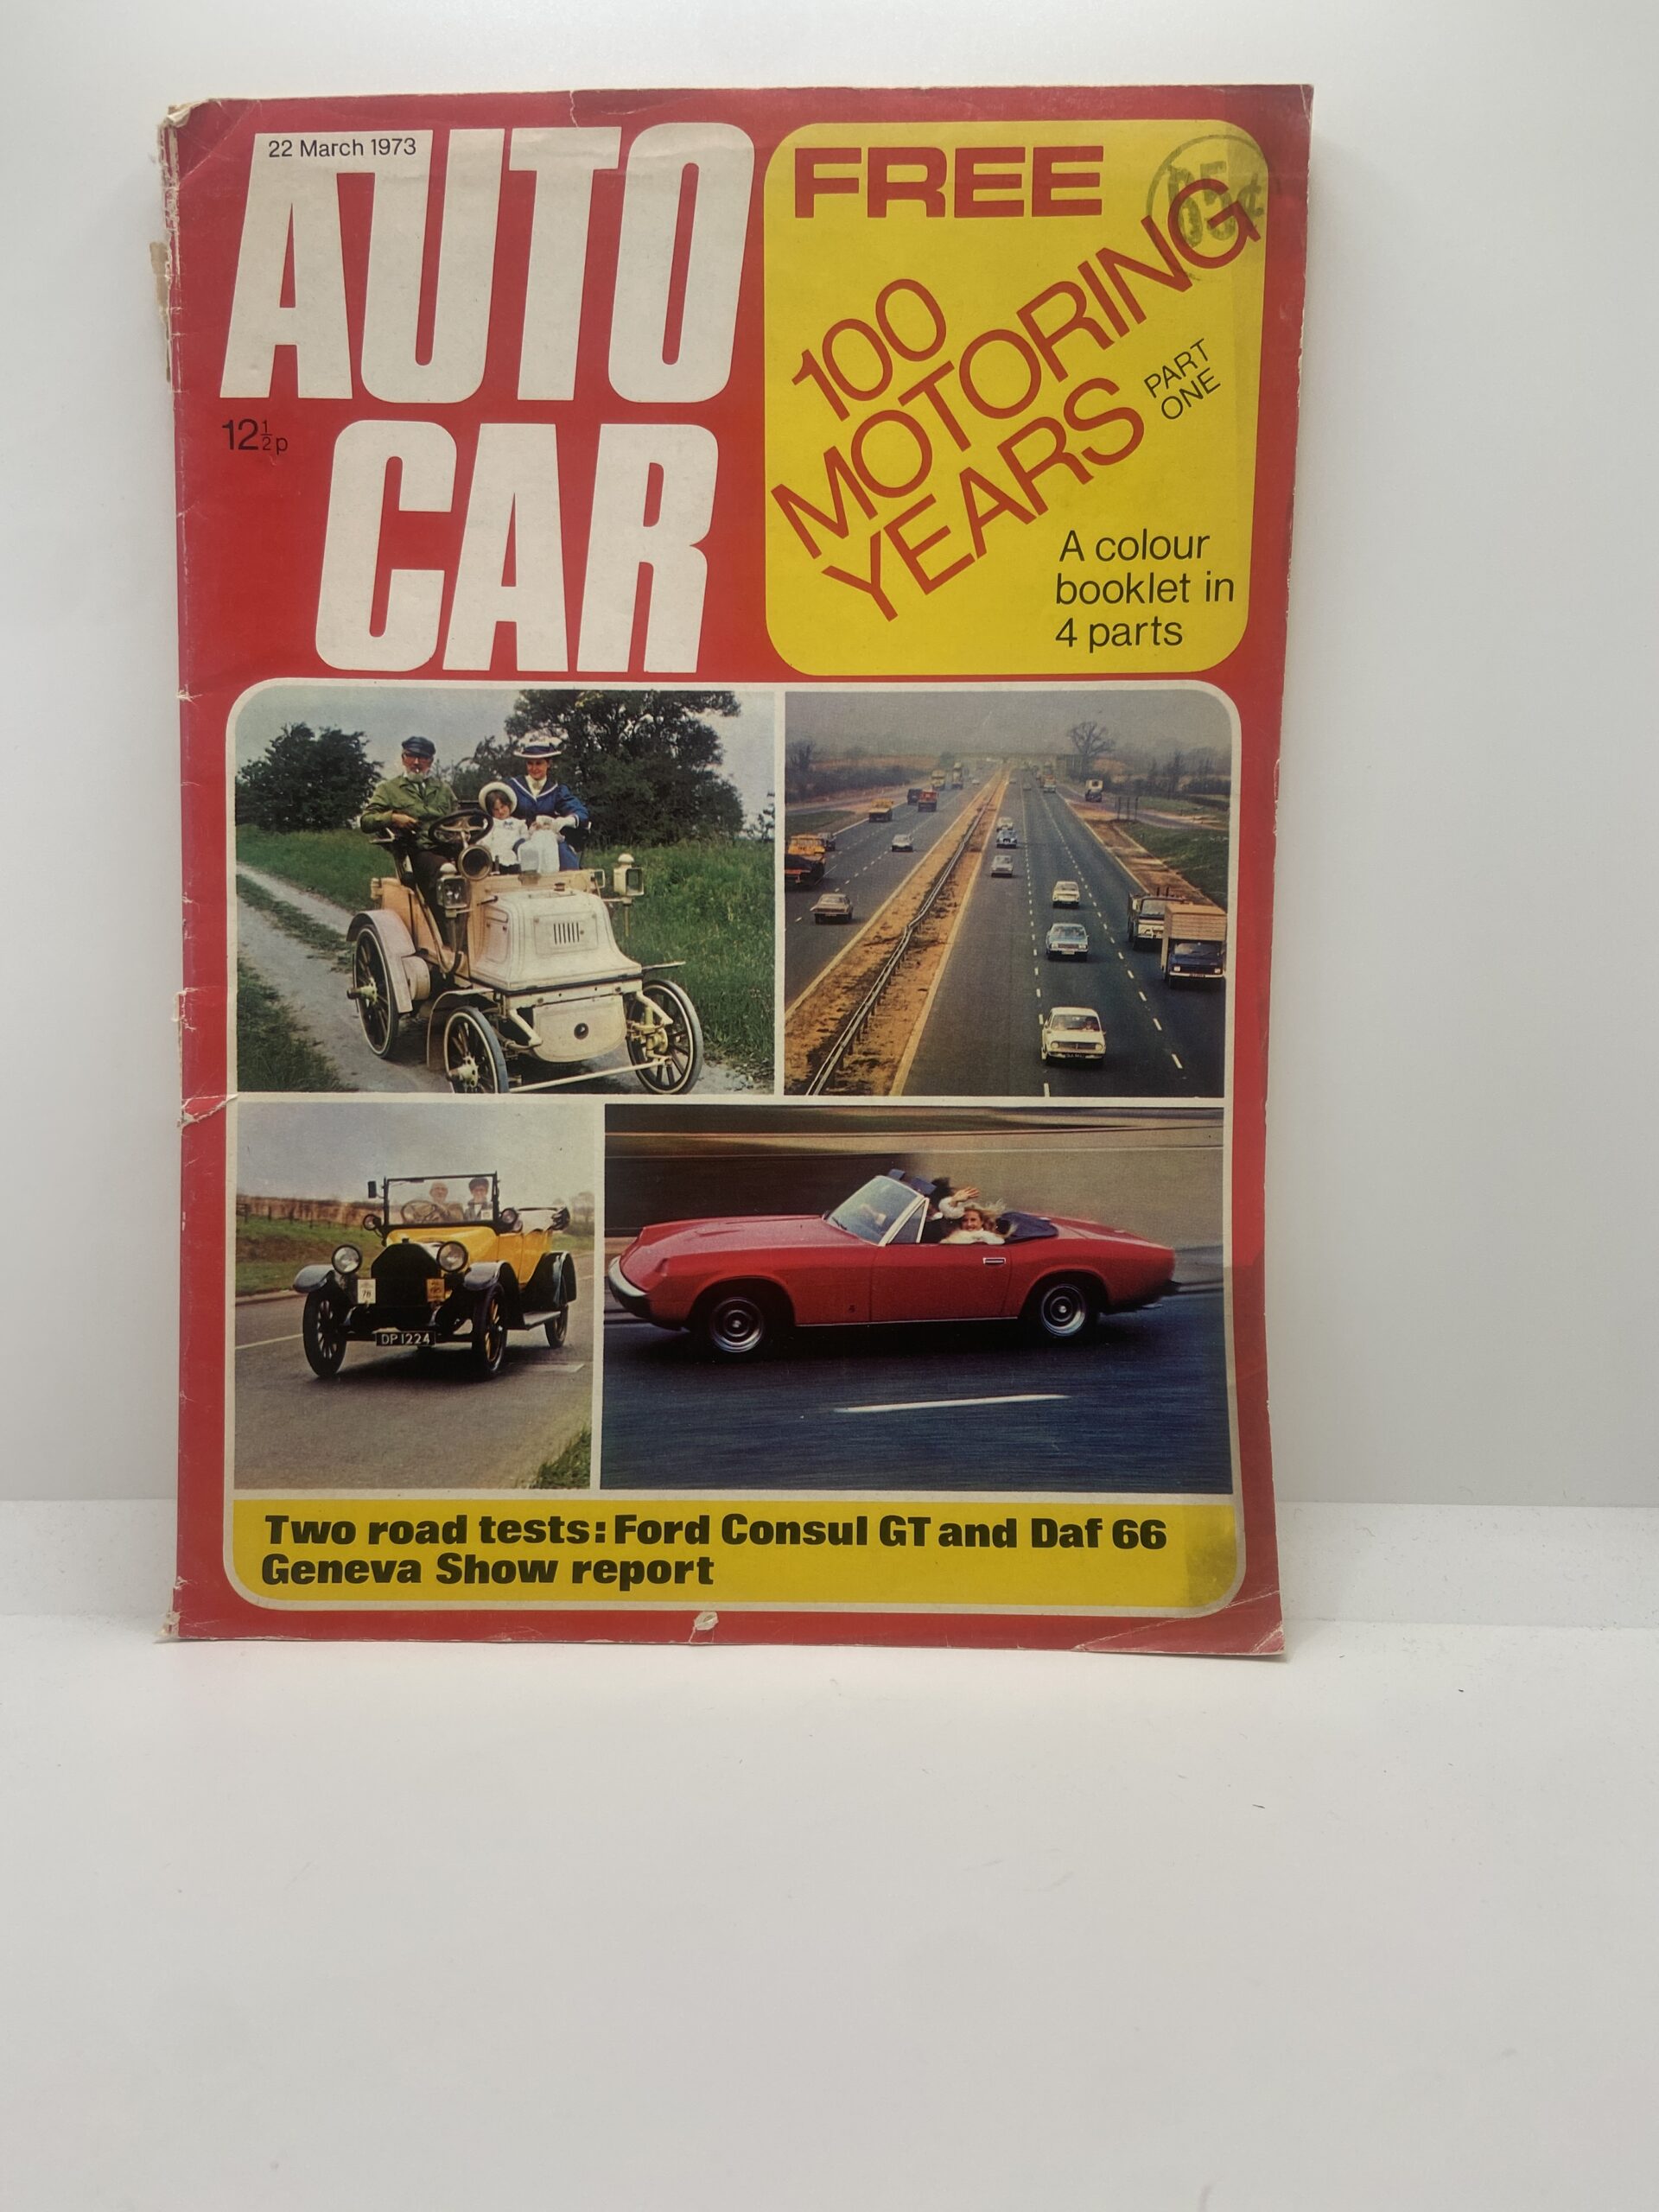 22 March 1973
AUTO
CAR
12½p
FREE
100
MOTORING
YEARS
PART
ONE
A colour
booklet in
4 parts
DP 1224
Two road tests: Ford Consul GT and Daf 66
Geneva Show report